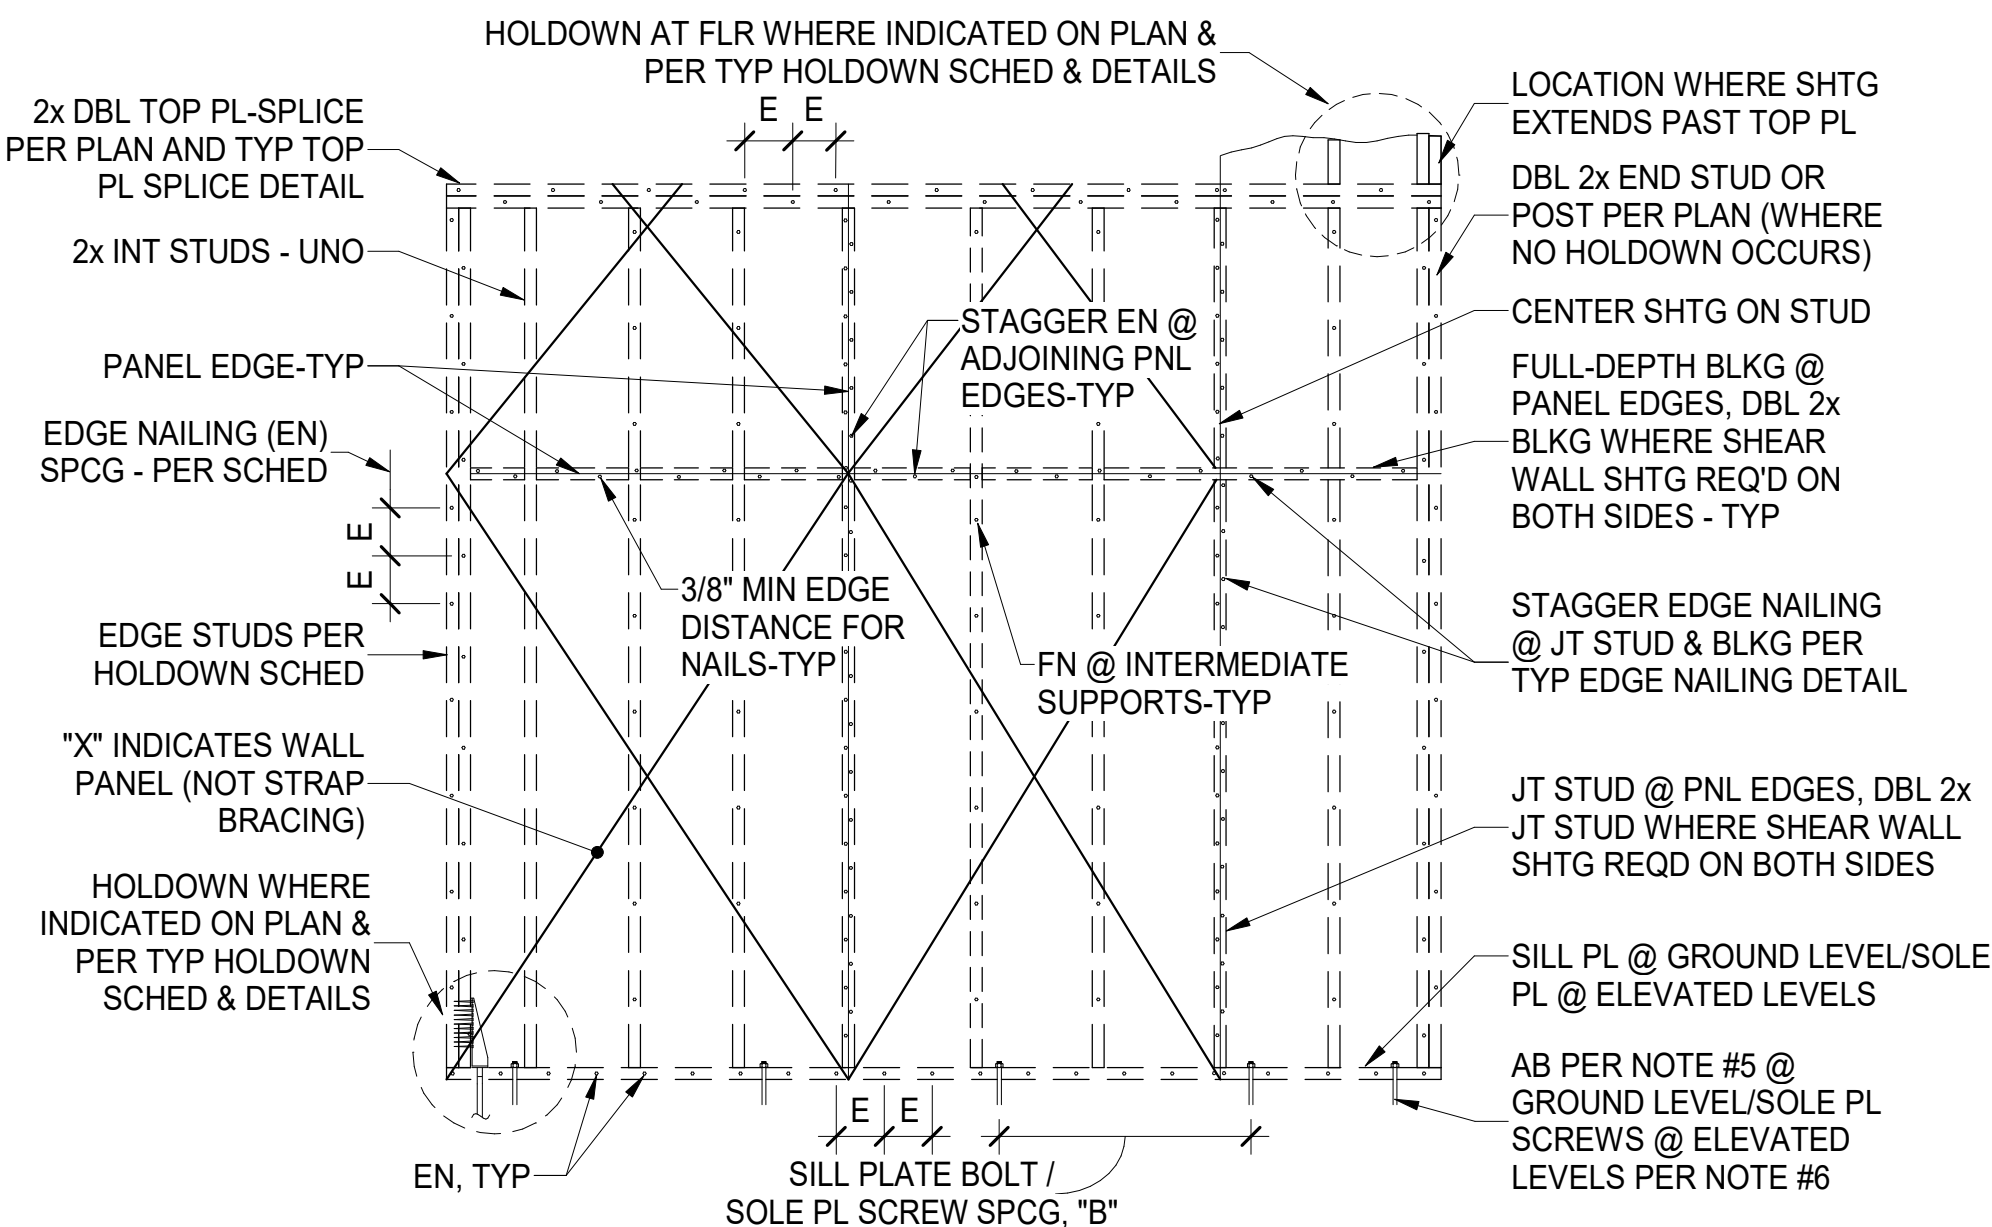 HOLDOWN AT FLR WHERE INDICATED ON PLAN &
PER TYP HOLDOWN SCHED & DETAILS
E E
2x DBL TOP PL-SPLICE
PER PLAN AND TYP TOP
PL SPLICE DETAIL
2x INT STUDS - UNO
PANEL EDGE-TYP
EDGE NAILING (EN)
SPCG - PER SCHED
E
E
EDGE STUDS PER
HOLDOWN SCHED
"X" INDICATES WALL
PANEL (NOT STRAP
BRACING)
HOLDOWN WHERE
INDICATED ON PLAN &
PER TYP HOLDOWN
SCHED & DETAILS
EN, TYP
STAGGER EN @
ADJOINING PNL
EDGES-TYP
3/8" MIN EDGE
DISTANCE FOR
NAILS-TYP
FN @ INTERMEDIATE
SUPPORTS-TYP
E E
SILL PLATE BOLT /
SOLE PL SCREW SPCG, "B"
LOCATION WHERE SHTG
EXTENDS PAST TOP PL
DBL 2x END STUD OR
POST PER PLAN (WHERE
NO HOLDOWN OCCURS)
CENTER SHTG ON STUD
FULL-DEPTH BLKG @
PANEL EDGES, DBL 2x
BLKG WHERE SHEAR
WALL SHTG REQ'D ON
BOTH SIDES - TYP
STAGGER EDGE NAILING
@ JT STUD & BLKG PER
TYP EDGE NAILING DETAIL
JT STUD @ PNL EDGES, DBL 2x
JT STUD WHERE SHEAR WALL
SHTG REQD ON BOTH SIDES
SILL PL @ GROUND LEVEL/SOLE
PL @ ELEVATED LEVELS
AB PER NOTE #5 @
GROUND LEVEL/SOLE PL
SCREWS @ ELEVATED
LEVELS PER NOTE #6